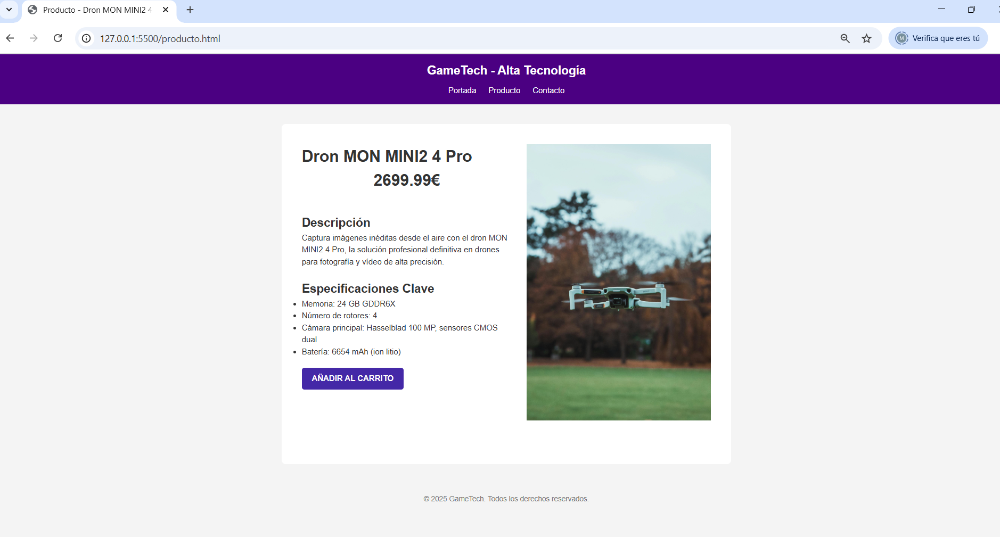 Producto - Dron MON MINI2 4
127.0.0.1:5500/producto.html
M
Verifica que eres tú
GameTech - Alta Tecnología
Portada Producto Contacto
Dron MON MINI2 4 Pro
2699.99€
Descripción
Captura imágenes inéditas desde el aire con el dron MON
MINI2 4 Pro, la solución profesional definitiva en drones
para fotografía y vídeo de alta precisión.
Especificaciones Clave
Memoria: 24 GB GDDR6X
Número de rotores: 4
Cámara principal: Hasselblad 100 MP, sensores CMOS
dual
Batería: 6654 mAh (ion litio)
AÑADIR AL CARRITO
© 2025 GameTech. Todos los derechos reservados.